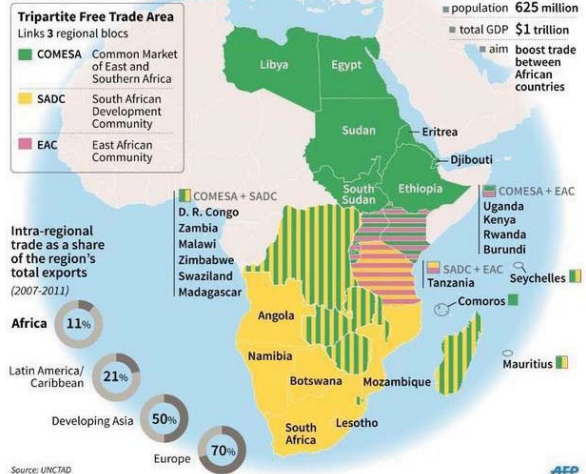 Tripartite Free Trade Area
Links 3 regional blocs
COMESA Common Market
of East and
Southern Africa
SADC South African
Development
Community
EAC East African
Community
population 625 million
total GDP $1 trillion
aim boost trade
between
African
countries
Libya
Egypt
Sudan
Eritrea
Djibouti
South
Sudan
Ethiopia
COMESA + SADC
D. R. Congo
Zambia
Malawi
Zimbabwe
Swaziland
Madagascar
COMESA + EAC
Uganda
Kenya
Rwanda
Burundi
SADC + EAC
Tanzania
Seychelles
Comoros
Mauritius
Angola
Namibia
Botswana
Mozambique
South
Africa
Lesotho
Intra-regional
trade as a share
of the region's
total exports
(2007-2011)
Africa
11%
Latin America/
Caribbean
21%
Developing Asia
50%
Europe
70%
Source: UNCTAD
AFP